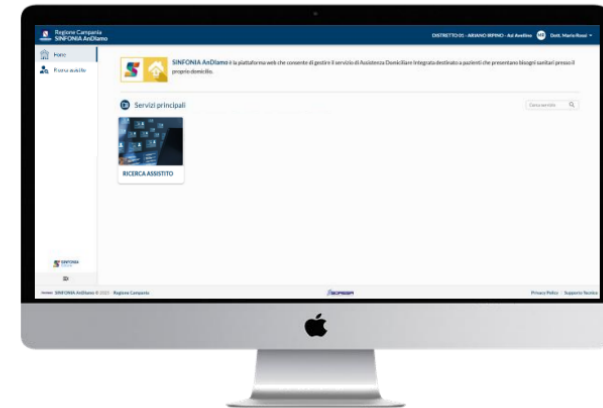 Regione Campania
SINFONIA AnDiamo
DISTRETTO 01 - ARIANO IRPINO - Asl Avellino
Dott. Mario Rossi
Home
Ricerca assistito
SINFONIA AnDiamo è la piattaforma web che consente di gestire il servizio di Assistenza Domiciliare Integrata destinato a pazienti che presentano bisogni sanitari presso il
proprio domicilio.
Servizi principali
Cerca servizio
RICERCA ASSISTITO
SINFONIA
SINFONIA AnDiamo ©
Regione Campania
Privacy Policy
Supporto Tecnico